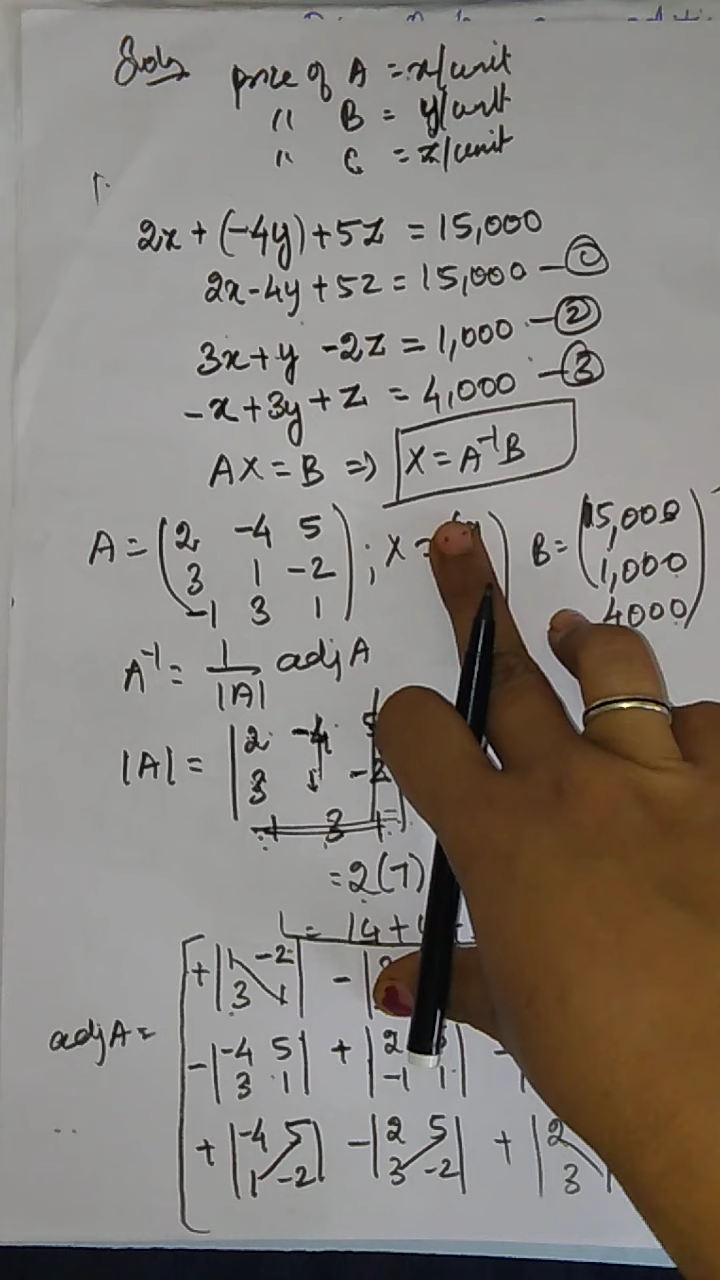 Soln price of A = x/unit
" B = y/unit
" C = z/unit
2x + (-4y) + 5z = 15,000
2x - 4y + 5z = 15,000 - ①
3x + y - 2z = 1,000 - ②
-x + 3y + z = 4,000 - ③
AX = B ⇒ X = A⁻¹B
A = (2 -4 5 ; X = B = (15,000
3 1 -2 1,000
-1 3 1) 4000)
A⁻¹ = 1/|A| adj A
|A| = |2 -4 5
3 -2
-1 3 1|
= 2(7)
= 14 +
adj A = [+|1 -2 -|
3 1|
-|-4 5 +|2
3 1| -1 1|
+|-4 5 -|2 5 +|2
1 -2| 3 -2| 3